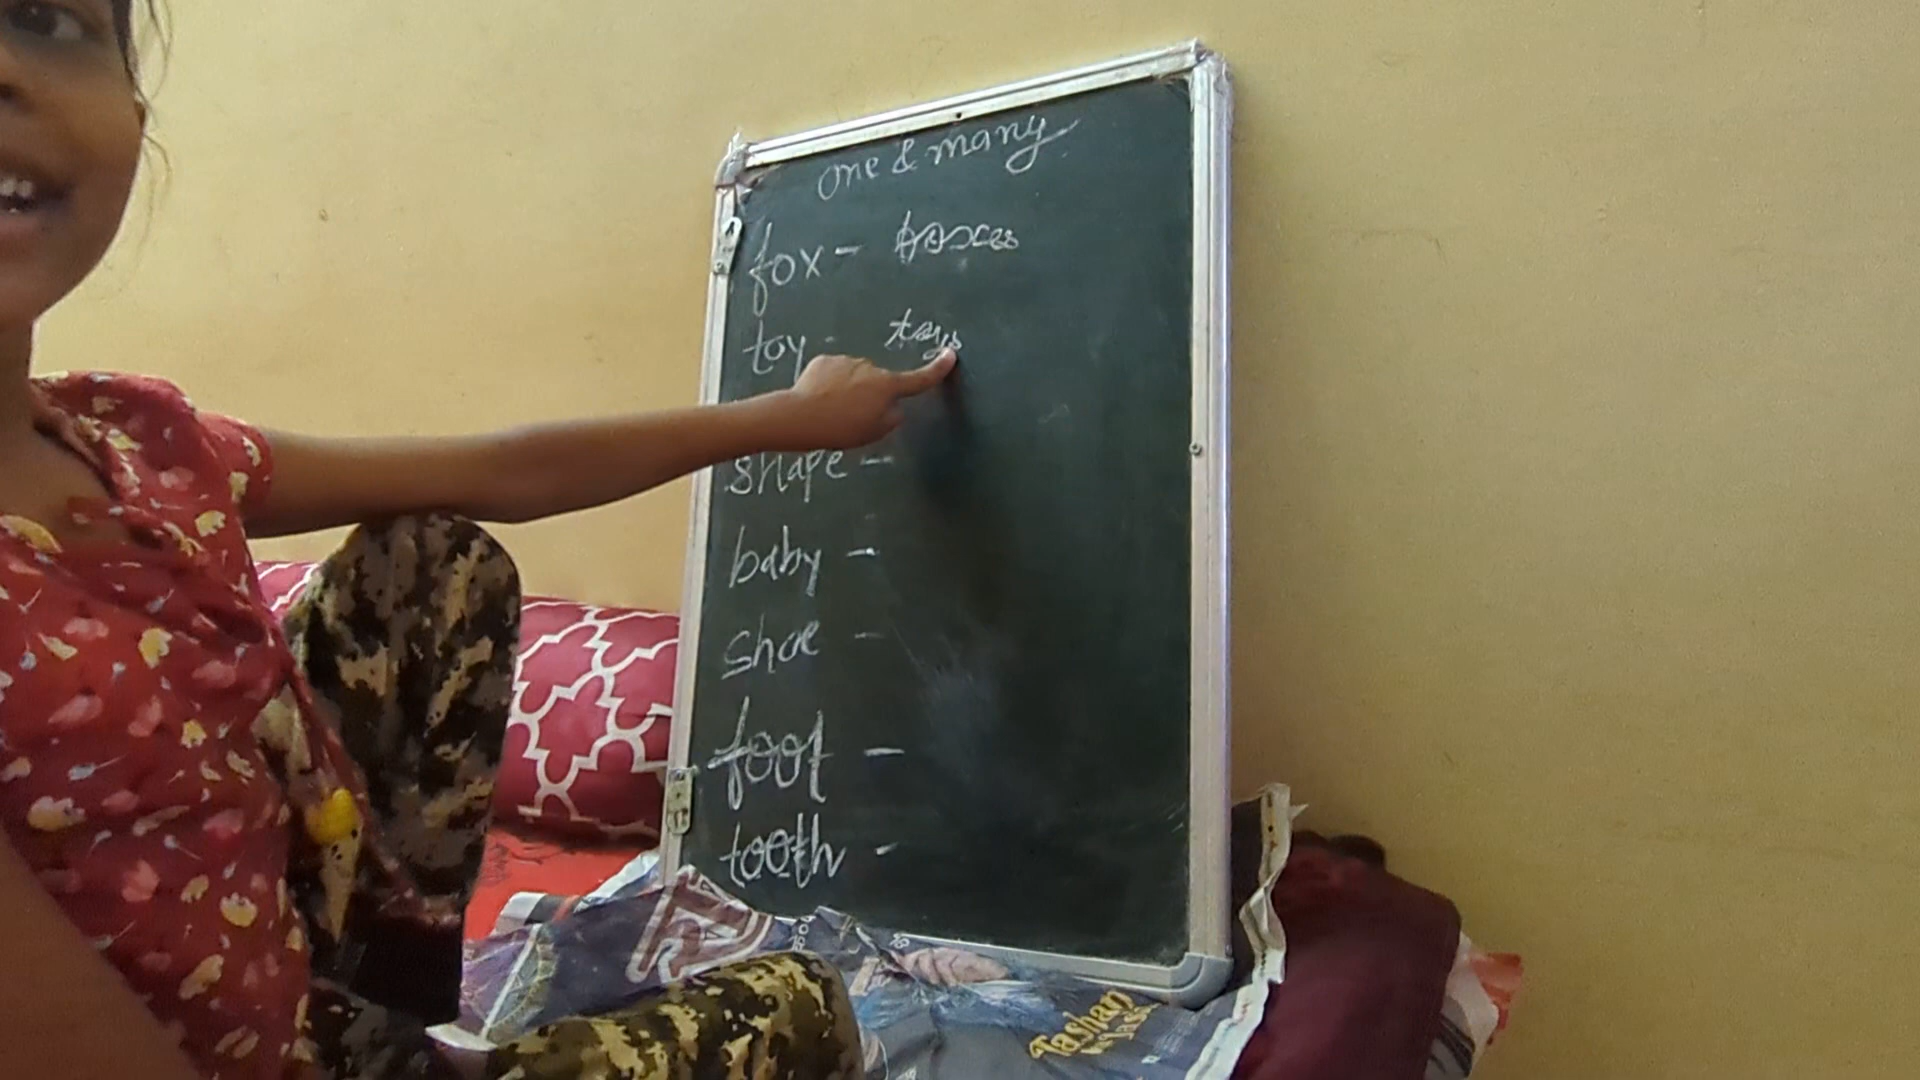 one & many
fox - foxes
toy - toys
shape -
baby -
shoe -
foot -
tooth -
Tashan